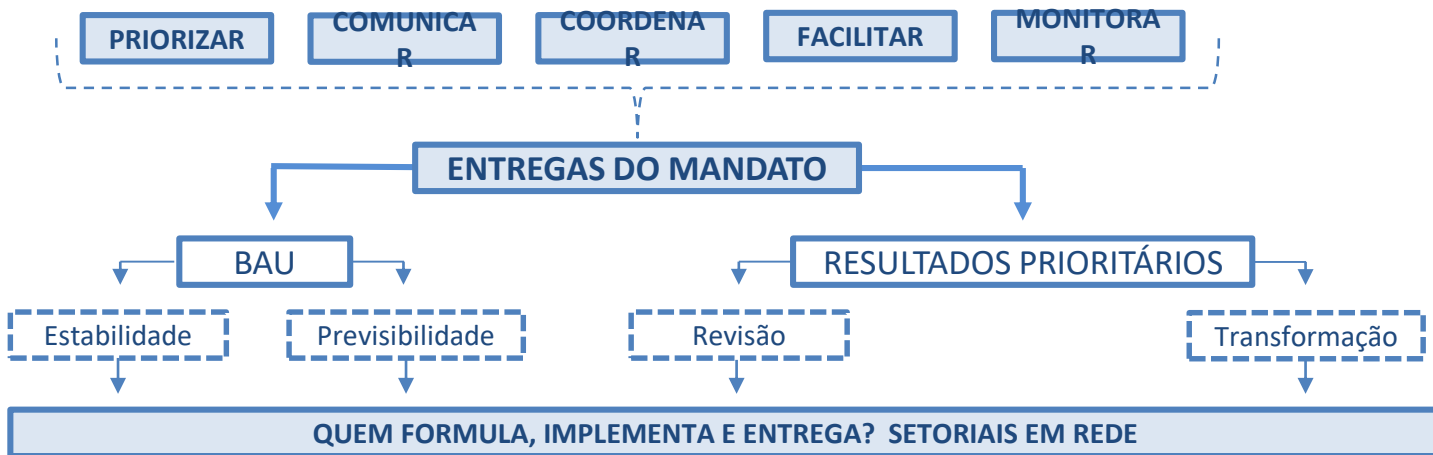 PRIORIZAR
COMUNICA
R
COORDENA
R
FACILITAR
MONITORA
R
ENTREGAS DO MANDATO
BAU
RESULTADOS PRIORITÁRIOS
Estabilidade
Previsibilidade
Revisão
Transformação
QUEM FORMULA, IMPLEMENTA E ENTREGA? SETORIAIS EM REDE